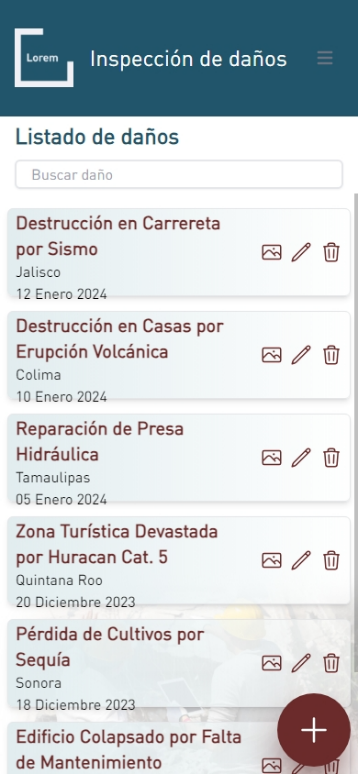 Lorem
Inspección de daños
Listado de daños
Buscar daño
Destrucción en Carrereta
por Sismo
Jalisco
12 Enero 2024
Destrucción en Casas por
Erupción Volcánica
Colima
10 Enero 2024
Reparación de Presa
Hidráulica
Tamaulipas
05 Enero 2024
Zona Turística Devastada
por Huracan Cat. 5
Quintana Roo
20 Diciembre 2023
Pérdida de Cultivos por
Sequía
Sonora
18 Diciembre 2023
Edificio Colapsado por Falta
de Mantenimiento